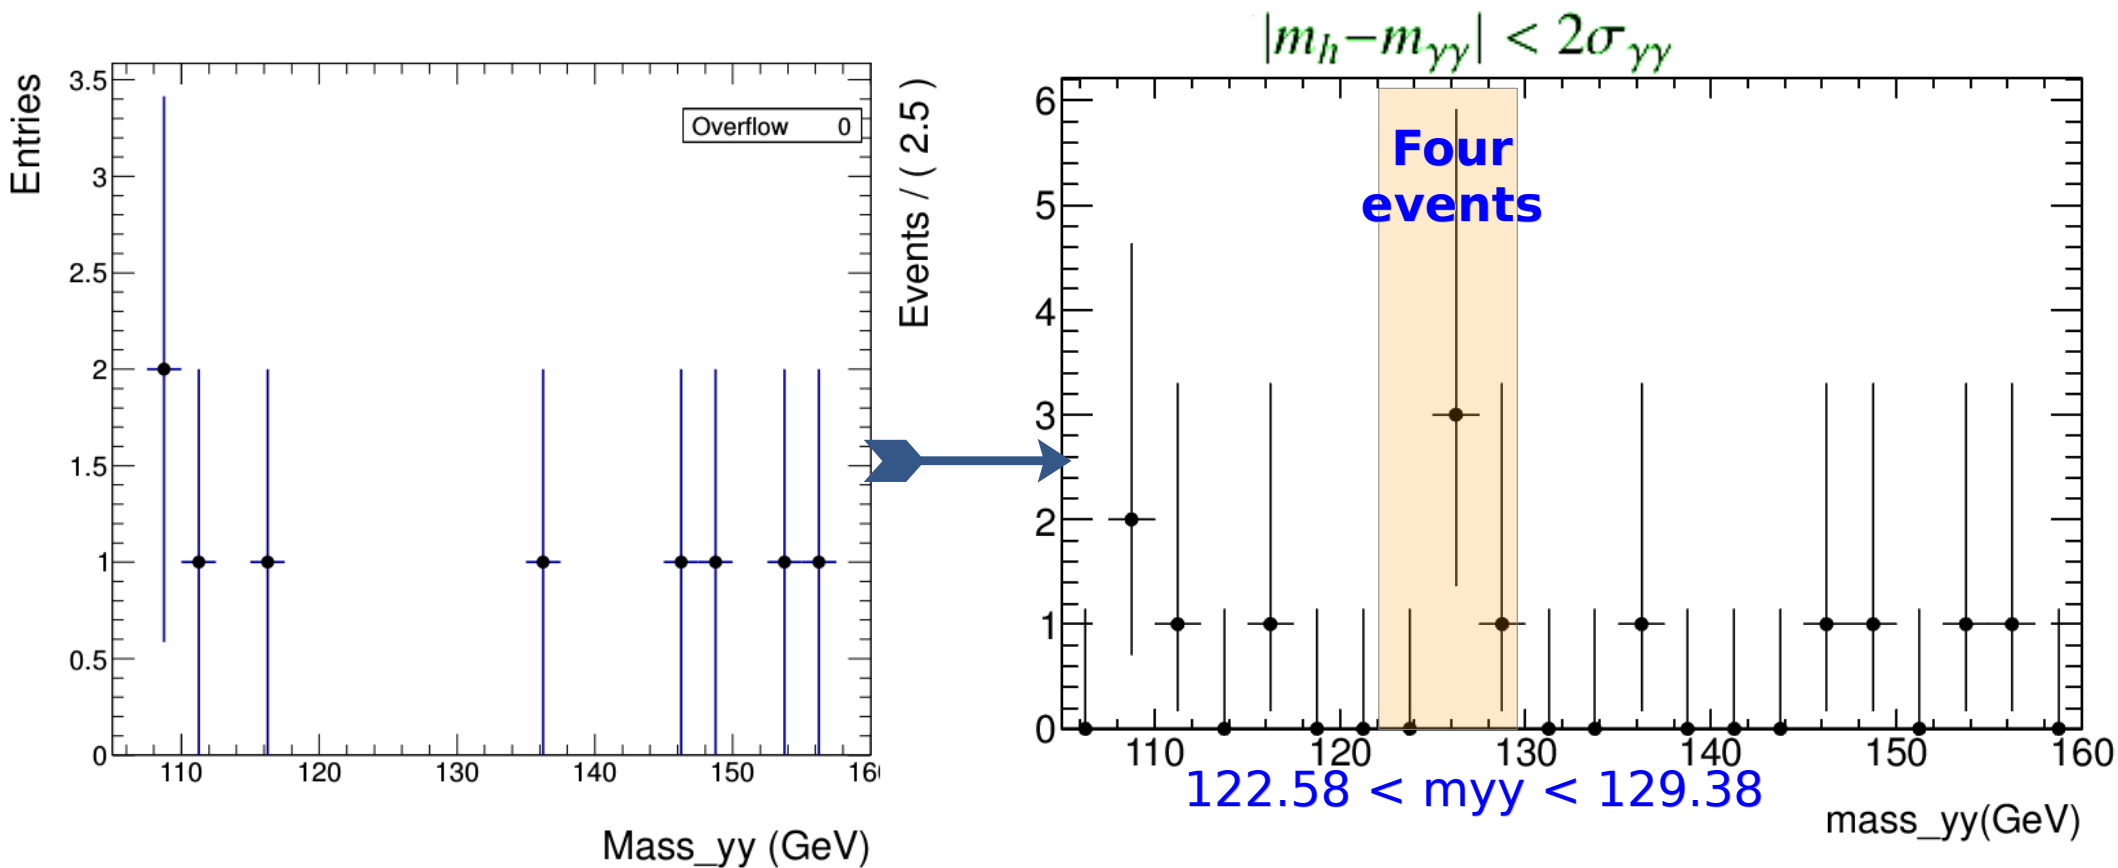 |m_h−m_γγ| < 2σ_γγ
Entries
3.5
3
2.5
2
1.5
1
0.5
0
Overflow 0
110 120 130 140 150 16
Mass_yy (GeV)
Events / ( 2.5 )
6
5
4
3
2
1
0
Four
events
110 120 130 140 150 160
122.58 < myy < 129.38
mass_yy(GeV)